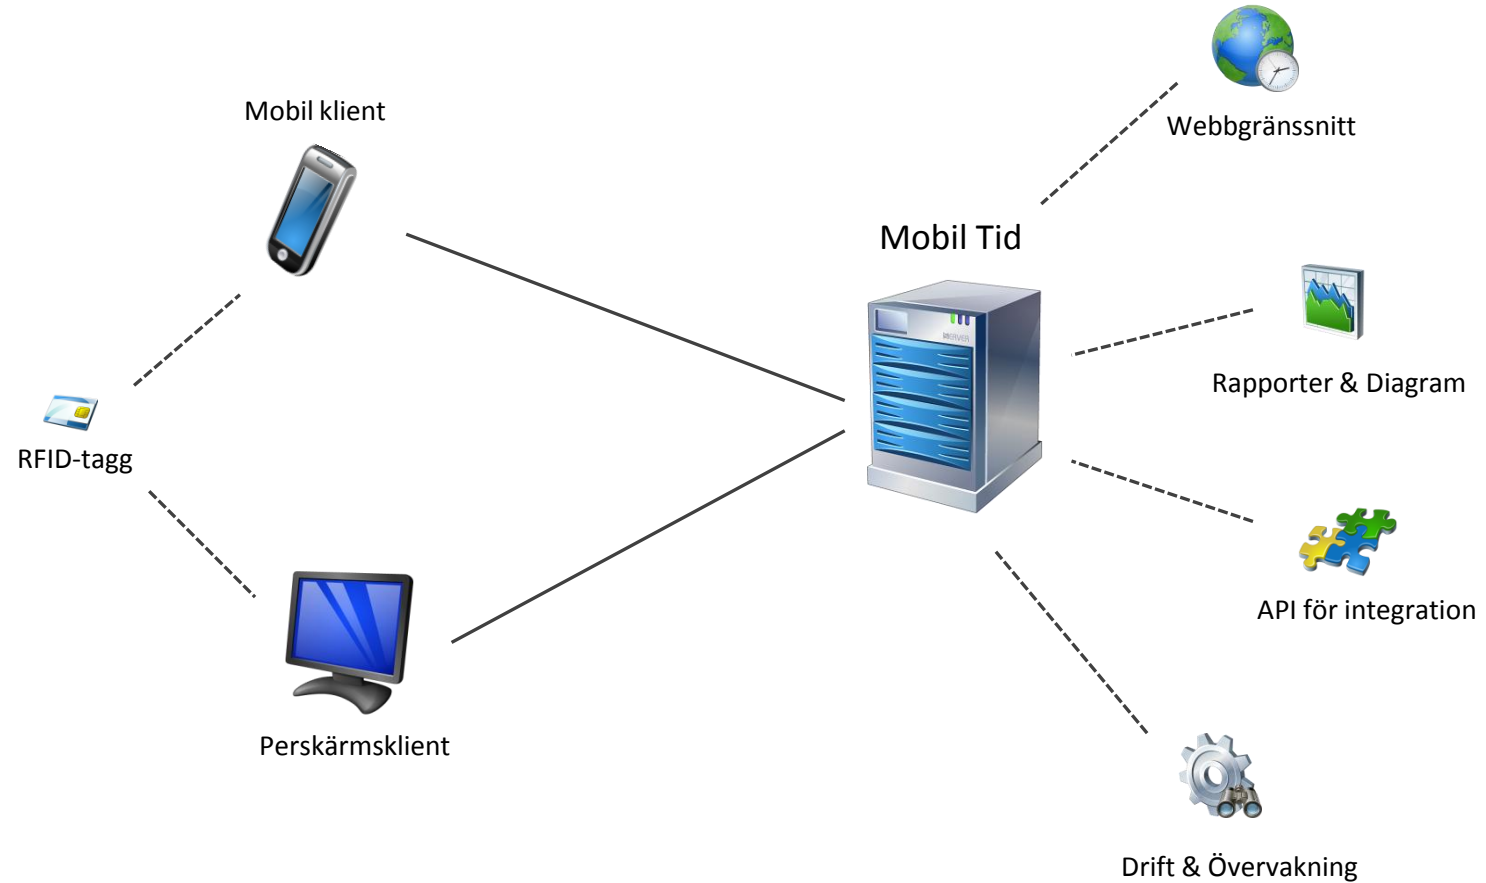 Webbgränssnitt
Mobil klient
Mobil Tid
Rapporter & Diagram
RFID-tagg
API för integration
Perskärmsklient
Drift & Övervakning